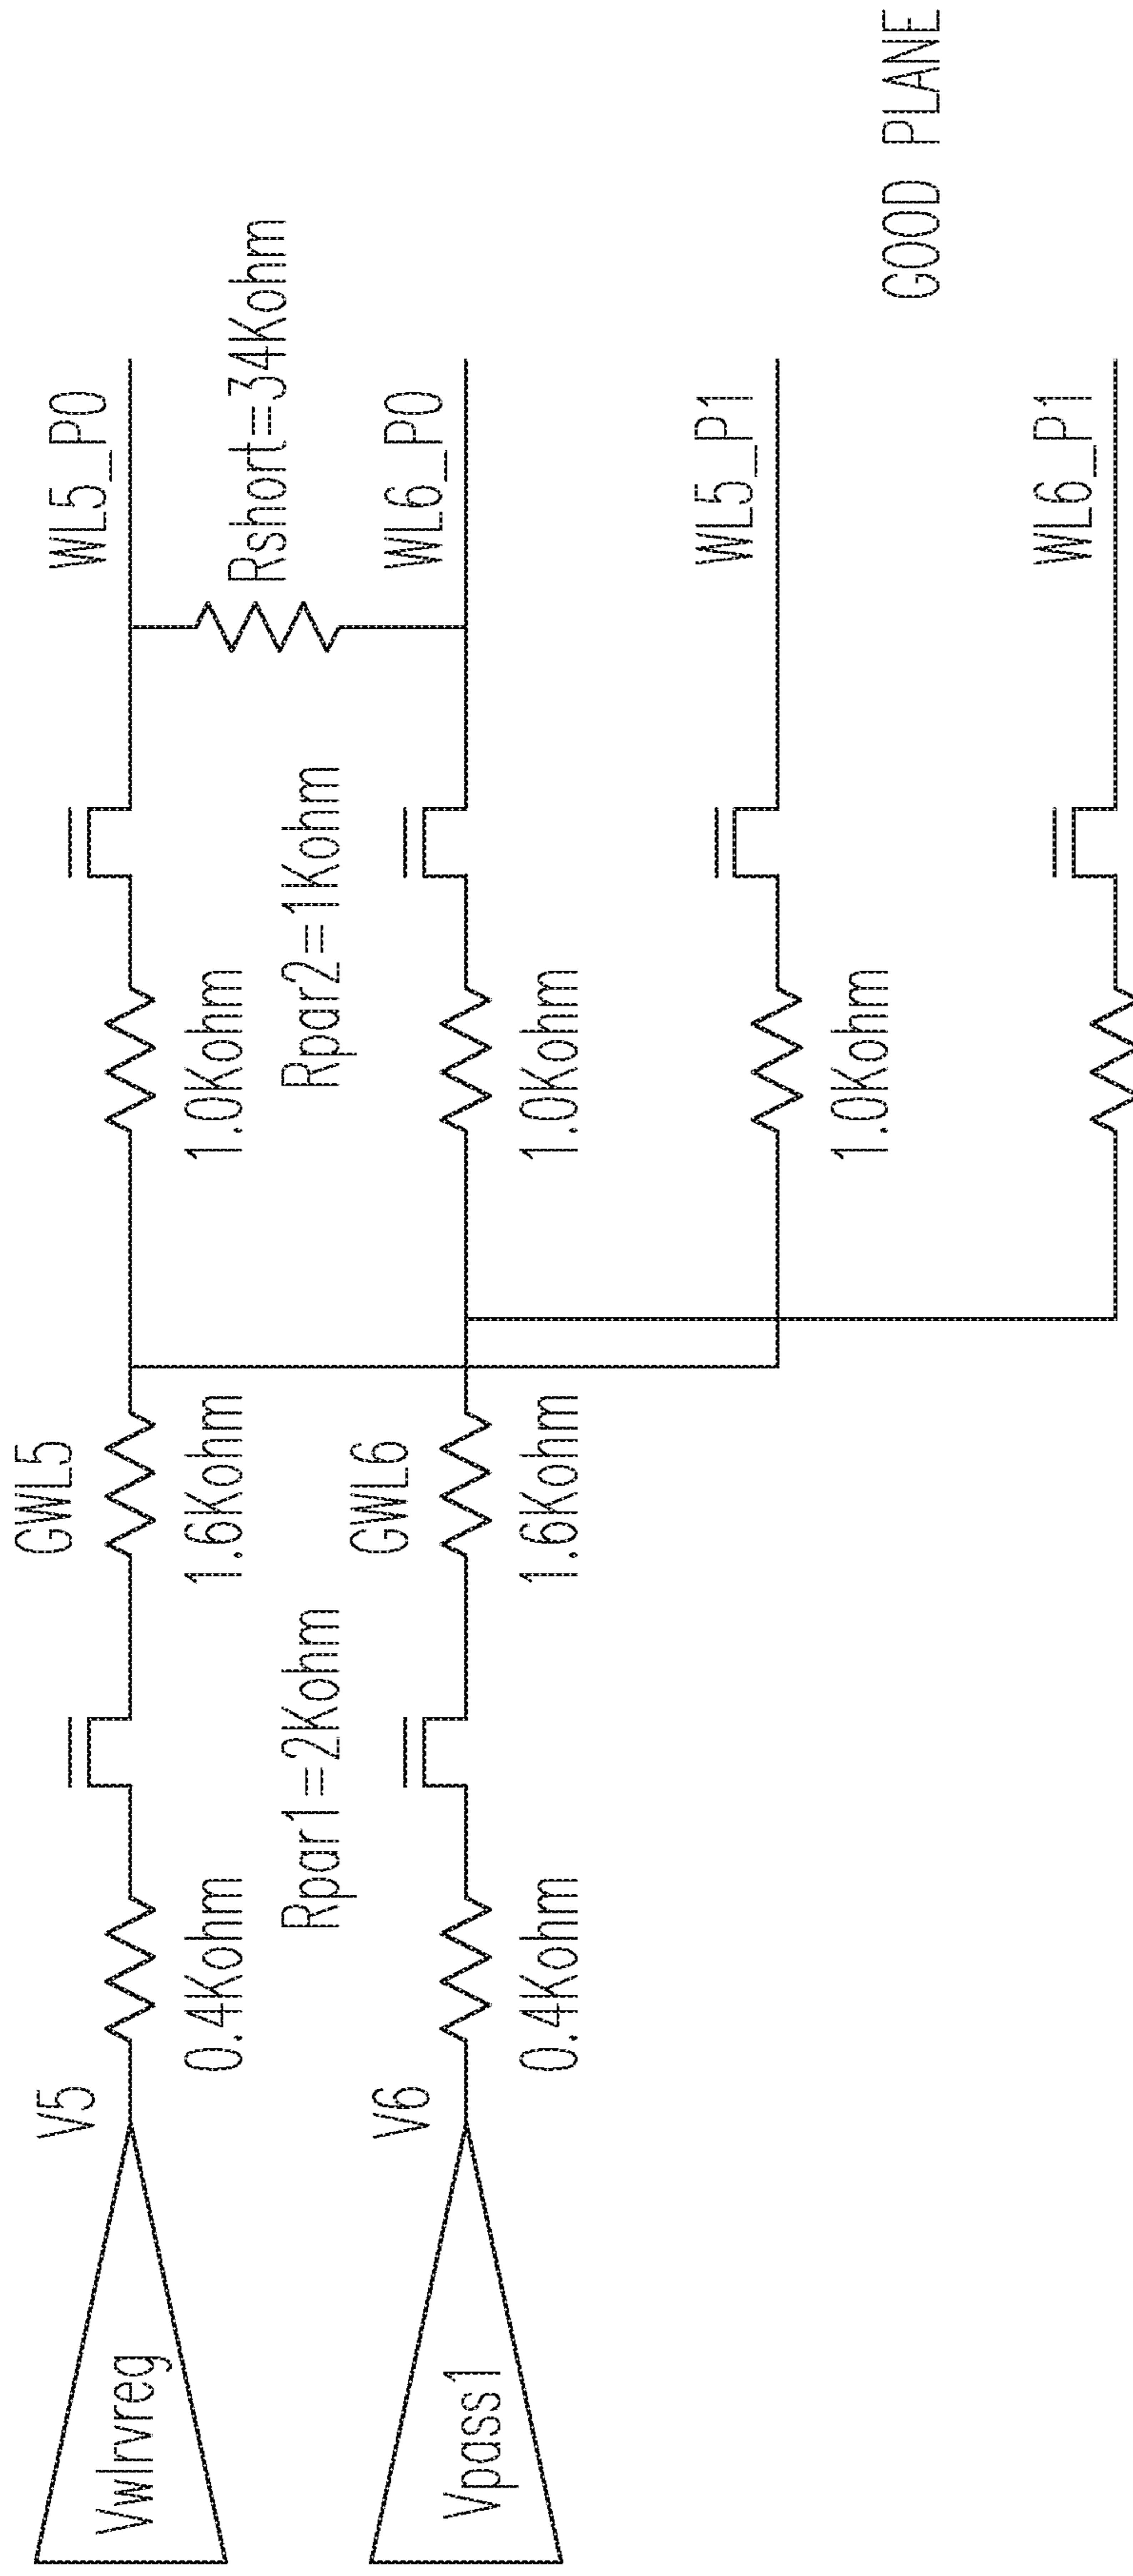 Vwlrvreg
V5
0.4Kohm
GWL5
1.6Kohm
1.0Kohm
WL5_P0
Rpar1=2Kohm
Rpar2=1Kohm
Rshort=34Kohm
Vpass1
V6
0.4Kohm
GWL6
1.6Kohm
1.0Kohm
WL6_P0
WL5_P1
1.0Kohm
GOOD PLANE
WL6_P1